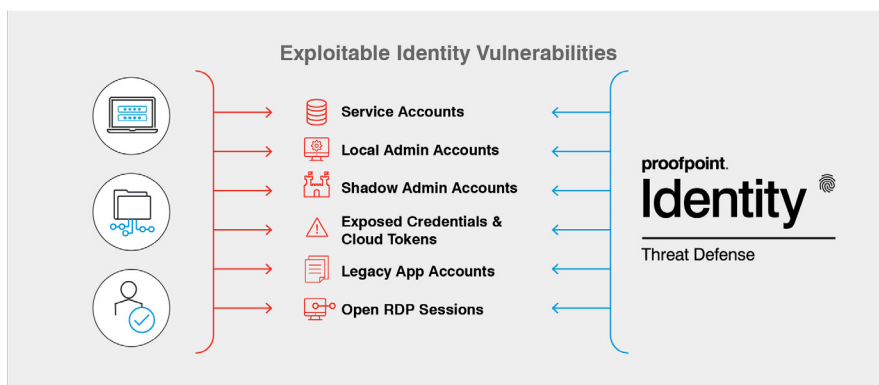 Exploitable Identity Vulnerabilities
Service Accounts
Local Admin Accounts
Shadow Admin Accounts
Exposed Credentials &
Cloud Tokens
Legacy App Accounts
Open RDP Sessions
proofpoint.
Identity
Threat Defense